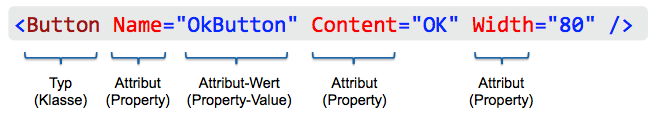 <Button Name="OkButton" Content="OK" Width="80" />
Typ Attribut Attribut-Wert Attribut Attribut
(Klasse) (Property) (Property-Value) (Property) (Property)